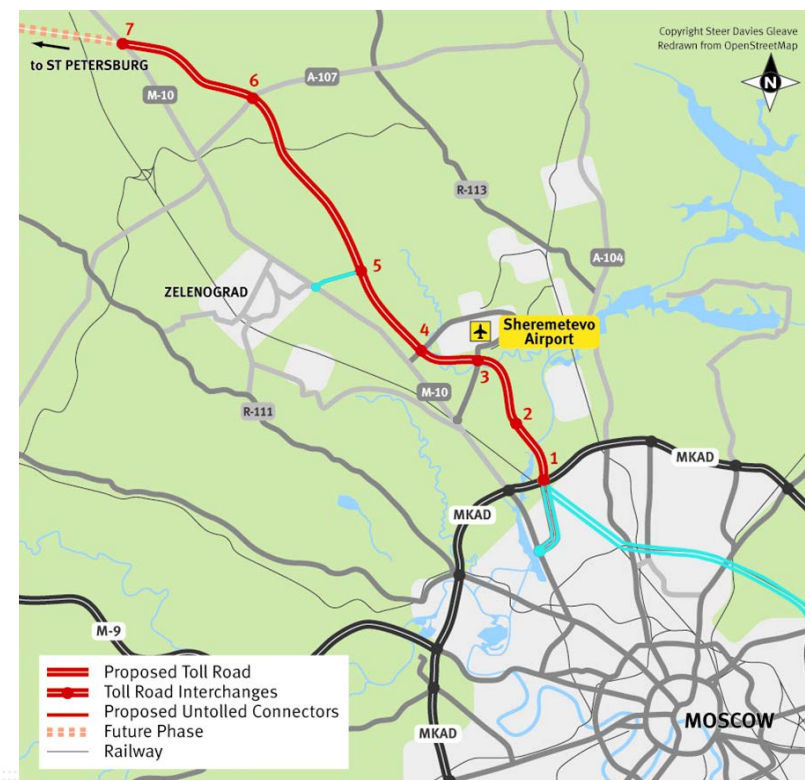 Copyright Steer Davies Gleave
Redrawn from OpenStreetMap
N
7
to ST PETERSBURG
6
A-107
M-10
R-113
A-104
5
ZELENOGRAD
4
Sheremetevo
Airport
3
M-10
R-111
2
1
MKAD
MKAD
M-9
Proposed Toll Road
Toll Road Interchanges
Proposed Untolled Connectors
Future Phase
Railway
MKAD
MOSCOW